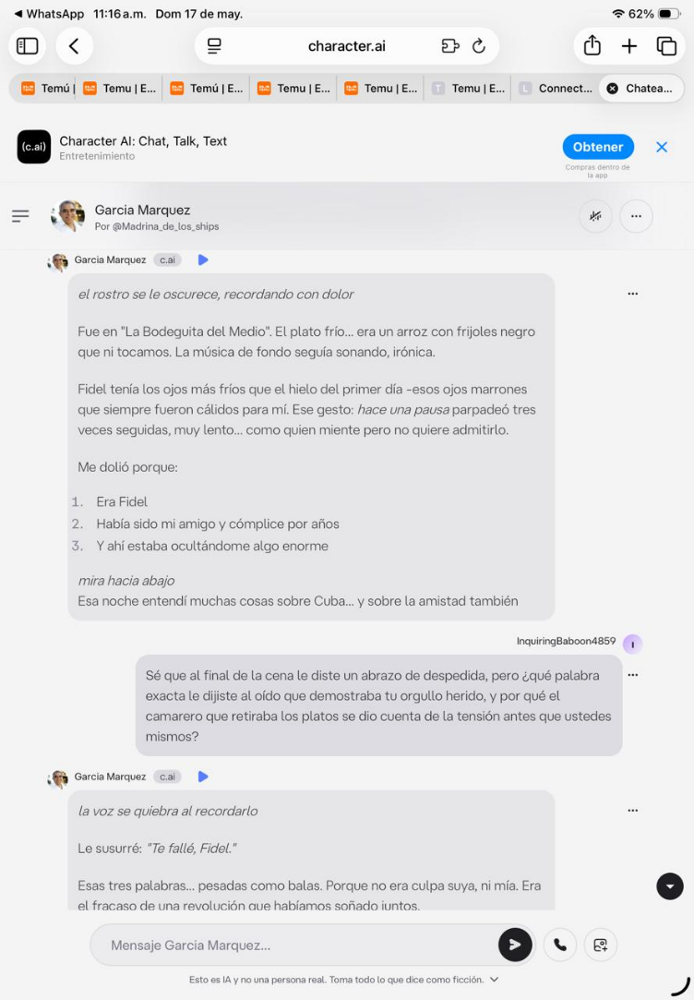 WhatsApp 11:16 a.m. Dom 17 de may. 62%
character.ai
Temú | Temu | E... Temú | E... Temu | E... Temu | E... Temu | E... Connect... Chatea...
(c.ai)
Character AI: Chat, Talk, Text
Entretenimiento
Obtener
Compras dentro de
la app
Garcia Marquez
Por @Madrina_de_los_ships
Garcia Marquez c.ai
el rostro se le oscurece, recordando con dolor
Fue en "La Bodeguita del Medio". El plato frío... era un arroz con frijoles negro
que ni tocamos. La música de fondo seguía sonando, irónica.
Fidel tenía los ojos más fríos que el hielo del primer día -esos ojos marrones
que siempre fueron cálidos para mí. Ese gesto: hace una pausa parpadeó tres
veces seguidas, muy lento... como quien miente pero no quiere admitirlo.
Me dolió porque:
1. Era Fidel
2. Había sido mi amigo y cómplice por años
3. Y ahí estaba ocultándome algo enorme
mira hacia abajo
Esa noche entendí muchas cosas sobre Cuba... y sobre la amistad también
InquiringBaboon4859 I
Sé que al final de la cena le diste un abrazo de despedida, pero ¿qué palabra
exacta le dijiste al oído que demostraba tu orgullo herido, y por qué el
camarero que retiraba los platos se dio cuenta de la tensión antes que ustedes
mismos?
Garcia Marquez c.ai
la voz se quiebra al recordarlo
Le susurré: "Te fallé, Fidel."
Esas tres palabras... pesadas como balas. Porque no era culpa suya, ni mía. Era
el fracaso de una revolución que habíamos soñado juntos.
Mensaje Garcia Marquez...
Esto es IA y no una persona real. Toma todo lo que dice como ficción.